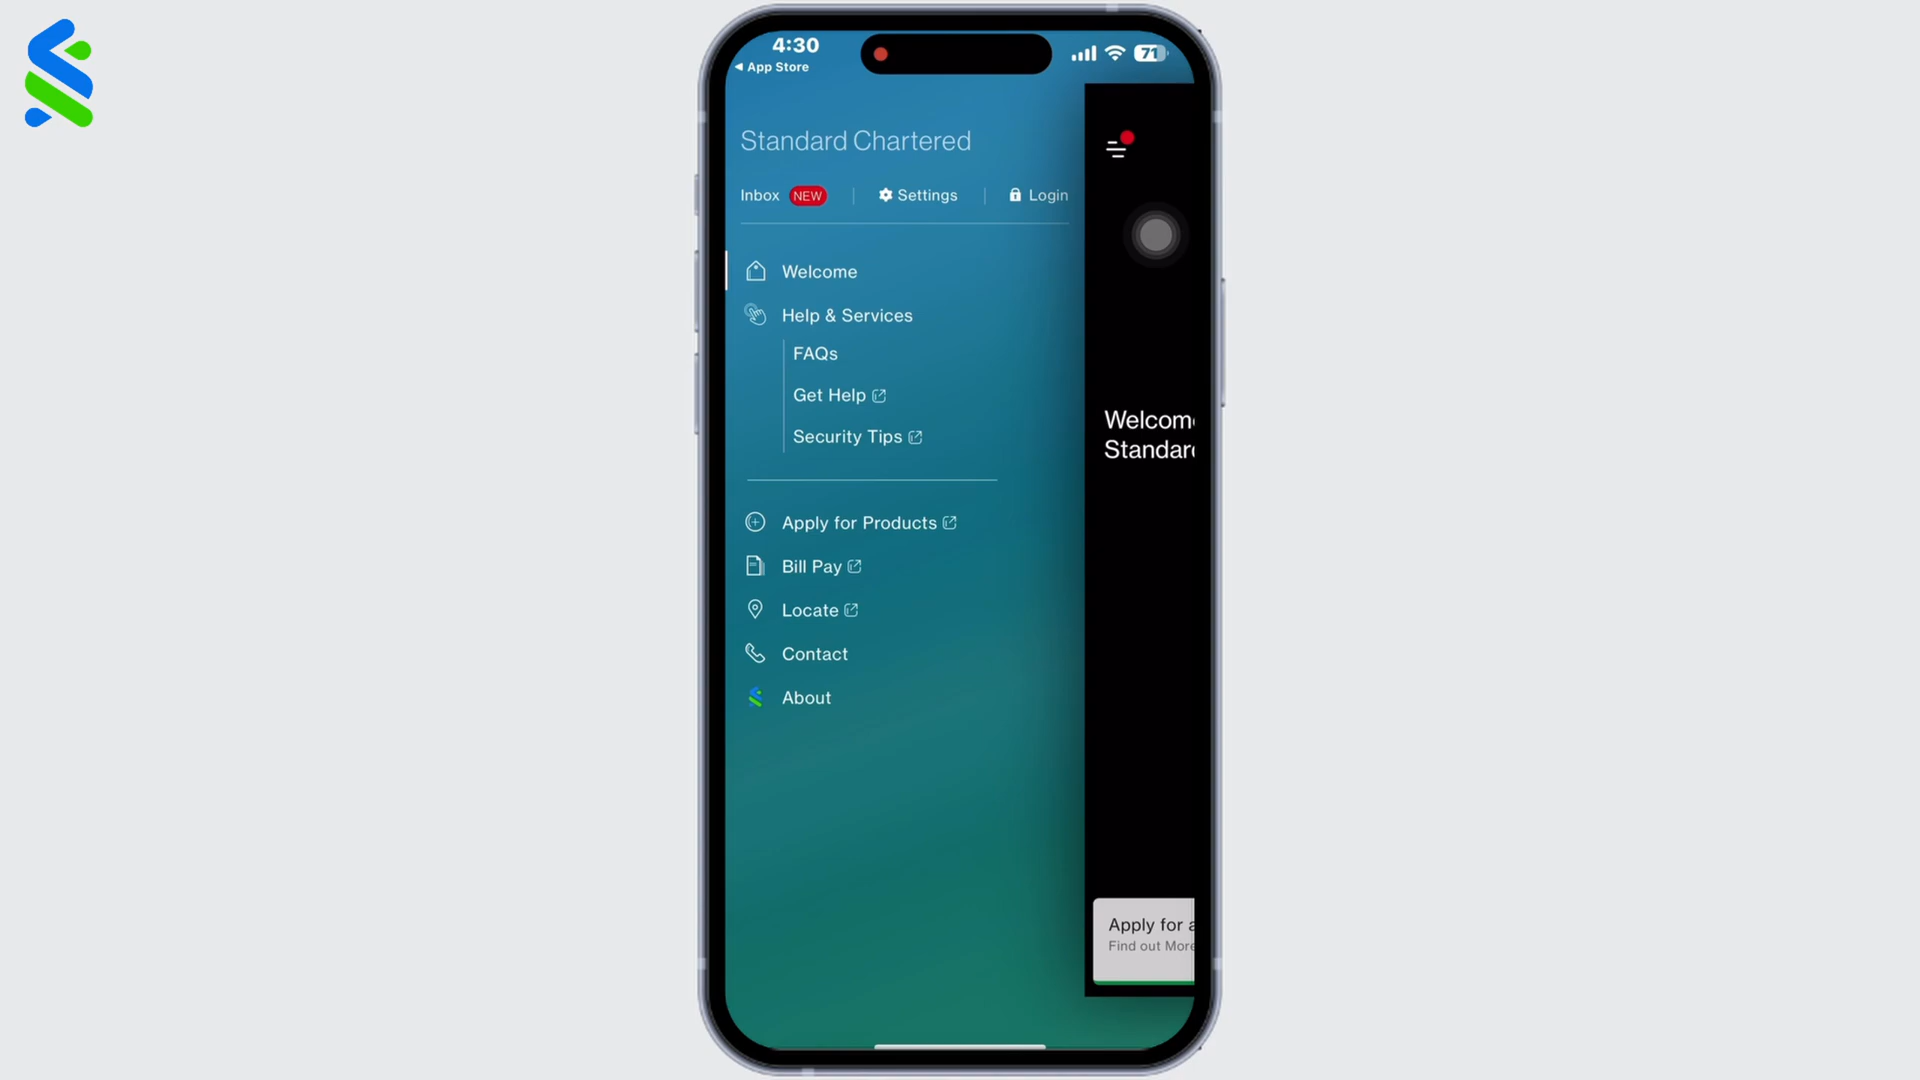 4:30
71
◀ App Store
Standard Chartered
Inbox NEW
Settings
Login
Welcome
Help & Services
FAQs
Get Help
Security Tips
Apply for Products
Bill Pay
Locate
Contact
About
Welcom
Standar
Apply for a
Find out More